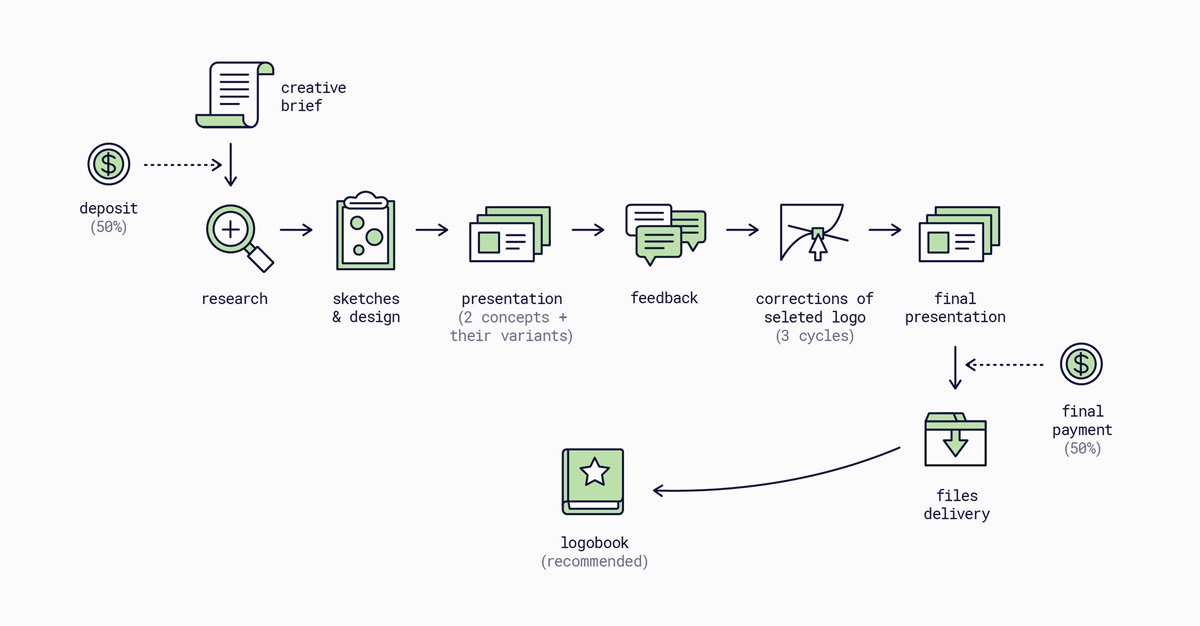 creative
brief
$
deposit
(50%)
research
sketches
& design
presentation
(2 concepts +
their variants)
feedback
corrections of
seleted logo
(3 cycles)
final
presentation
$
final
payment
(50%)
files
delivery
logobook
(recommended)